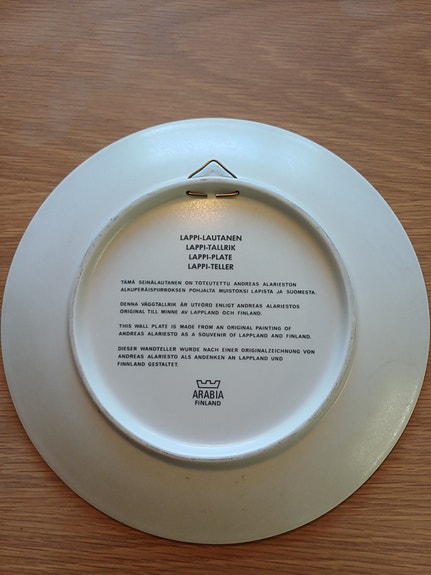 LAPPI-LAUTANEN
LAPPI-TALLRIK
LAPPI-PLATE
LAPPI-TELLER
TÄMÄ SEINÄLAUTANEN ON TOTEUTETTU ANDREAS ALARIESTON
ALKUPERÄISPIIRROKSEN POHJALTA MUISTOKSI LAPISTA JA SUOMESTA.
DENNA VÄGGTALLRIK ÄR UTFÖRD ENLIGT ANDREAS ALARIESTOS
ORIGINAL TILL MINNE AV LAPPLAND OCH FINLAND.
THIS WALL PLATE IS MADE FROM AN ORIGINAL PAINTING OF
ANDREAS ALARIESTO AS A SOUVENIR OF LAPPLAND AND FINLAND.
DIESER WANDTELLER WURDE NACH EINER ORIGINALZEICHNUNG VON
ANDREAS ALARIESTO ALS ANDENKEN AN LAPPLAND UND
FINNLAND GESTALTET.
ARABIA
FINLAND